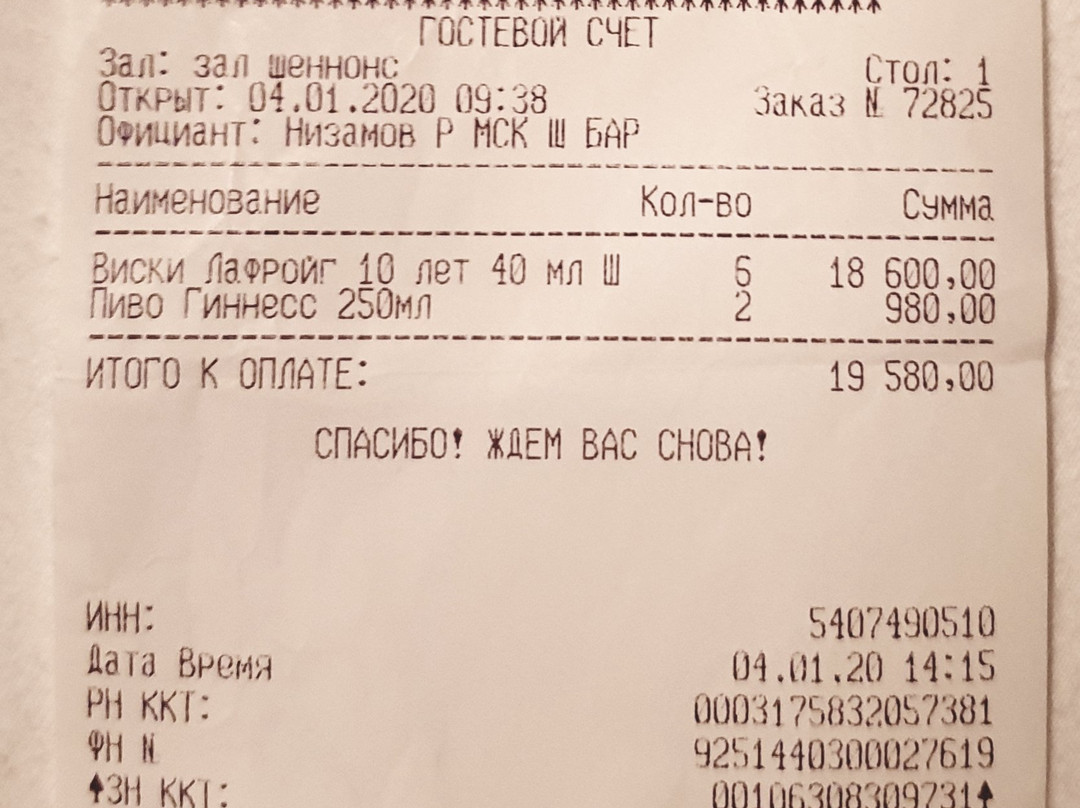 ГОСТЕВОЙ СЧЕТ
Зал: зал шеннонс Стол: 1
Открыт: 04.01.2020 09:38 Заказ № 72825
Официант: Низамов Р МСК Ш БАР
Наименование Кол-во Сумма
Виски Лафройг 10 лет 40 мл Ш 6 18 600,00
Пиво Гиннесс 250мл 2 980,00
ИТОГО К ОПЛАТЕ: 19 580,00
СПАСИБО! ЖДЕМ ВАС СНОВА!
ИНН: 5407490510
Дата Время 04.01.20 14:15
РН ККТ: 0003175832057381
ФН № 9251440300027619
ЗН ККТ: 00106308309731